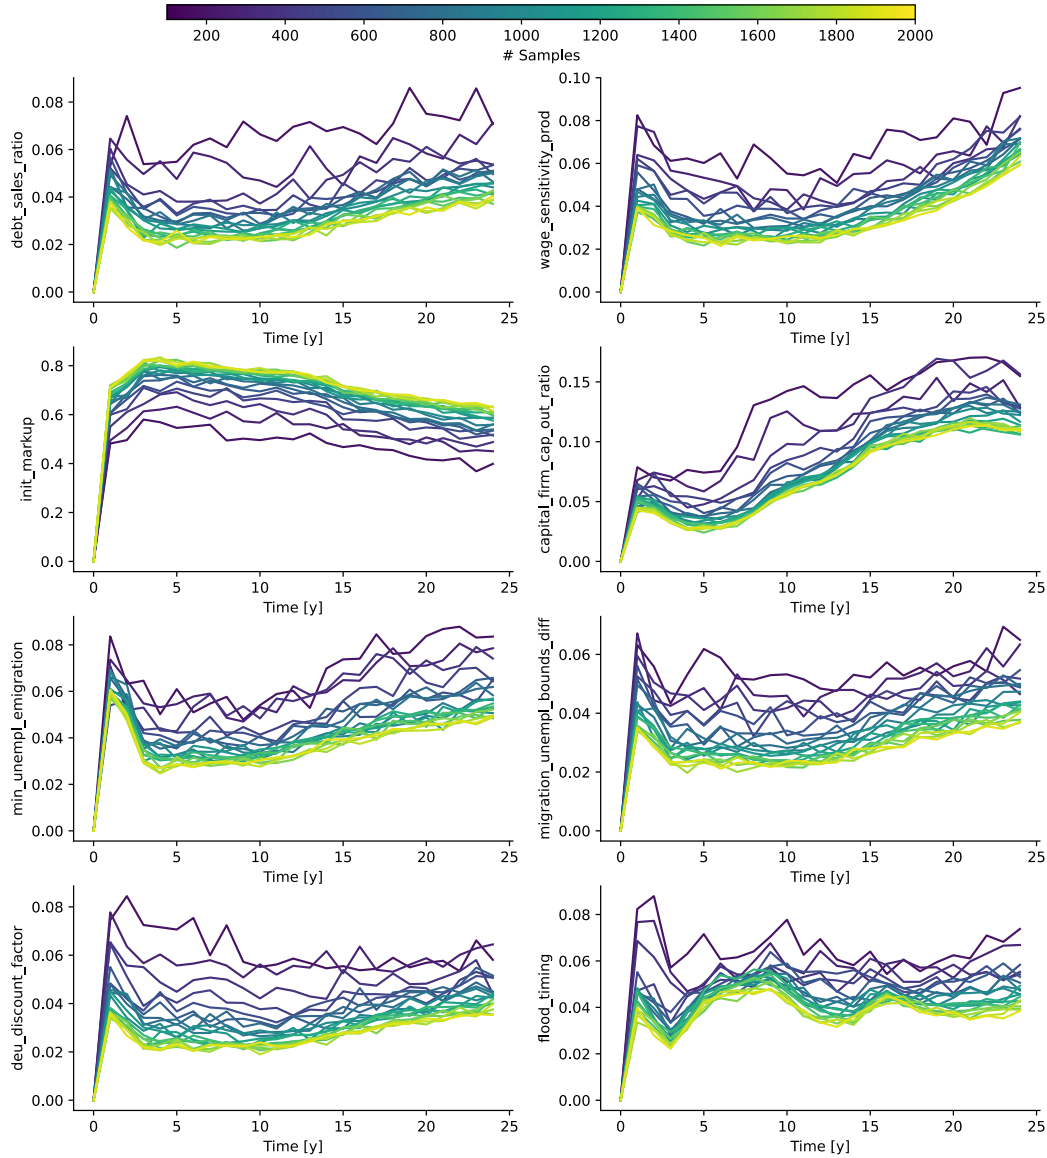 200 400 600 800 1000 1200 1400 1600 1800 2000
# Samples
debt_sales_ratio
0.08
0.06
0.04
0.02
0.00
0 5 10 15 20 25
Time [y]
wage_sensitivity_prod
0.10
0.08
0.06
0.04
0.02
0.00
0 5 10 15 20 25
Time [y]
init_markup
0.8
0.6
0.4
0.2
0.0
0 5 10 15 20 25
Time [y]
capital_firm_cap_out_ratio
0.15
0.10
0.05
0.00
0 5 10 15 20 25
Time [y]
min_unempl_emigration
0.08
0.06
0.04
0.02
0.00
0 5 10 15 20 25
Time [y]
migration_unempl_bounds_diff
0.06
0.04
0.02
0.00
0 5 10 15 20 25
Time [y]
deu_discount_factor
0.08
0.06
0.04
0.02
0.00
0 5 10 15 20 25
Time [y]
flood_timing
0.08
0.06
0.04
0.02
0.00
0 5 10 15 20 25
Time [y]